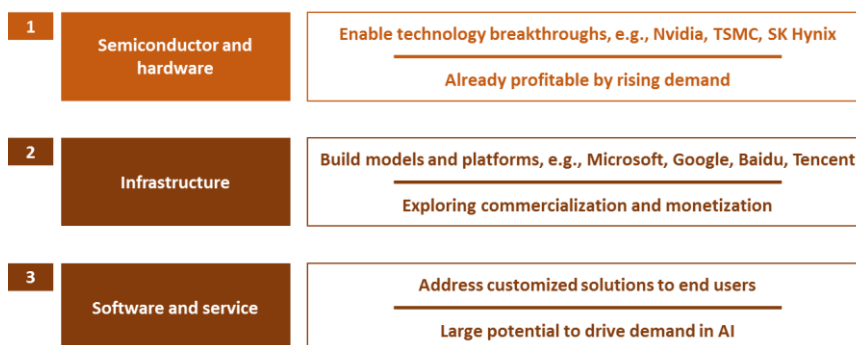 1
Semiconductor and
hardware
Enable technology breakthroughs, e.g., Nvidia, TSMC, SK Hynix
Already profitable by rising demand
2
Infrastructure
Build models and platforms, e.g., Microsoft, Google, Baidu, Tencent
Exploring commercialization and monetization
3
Software and service
Address customized solutions to end users
Large potential to drive demand in AI